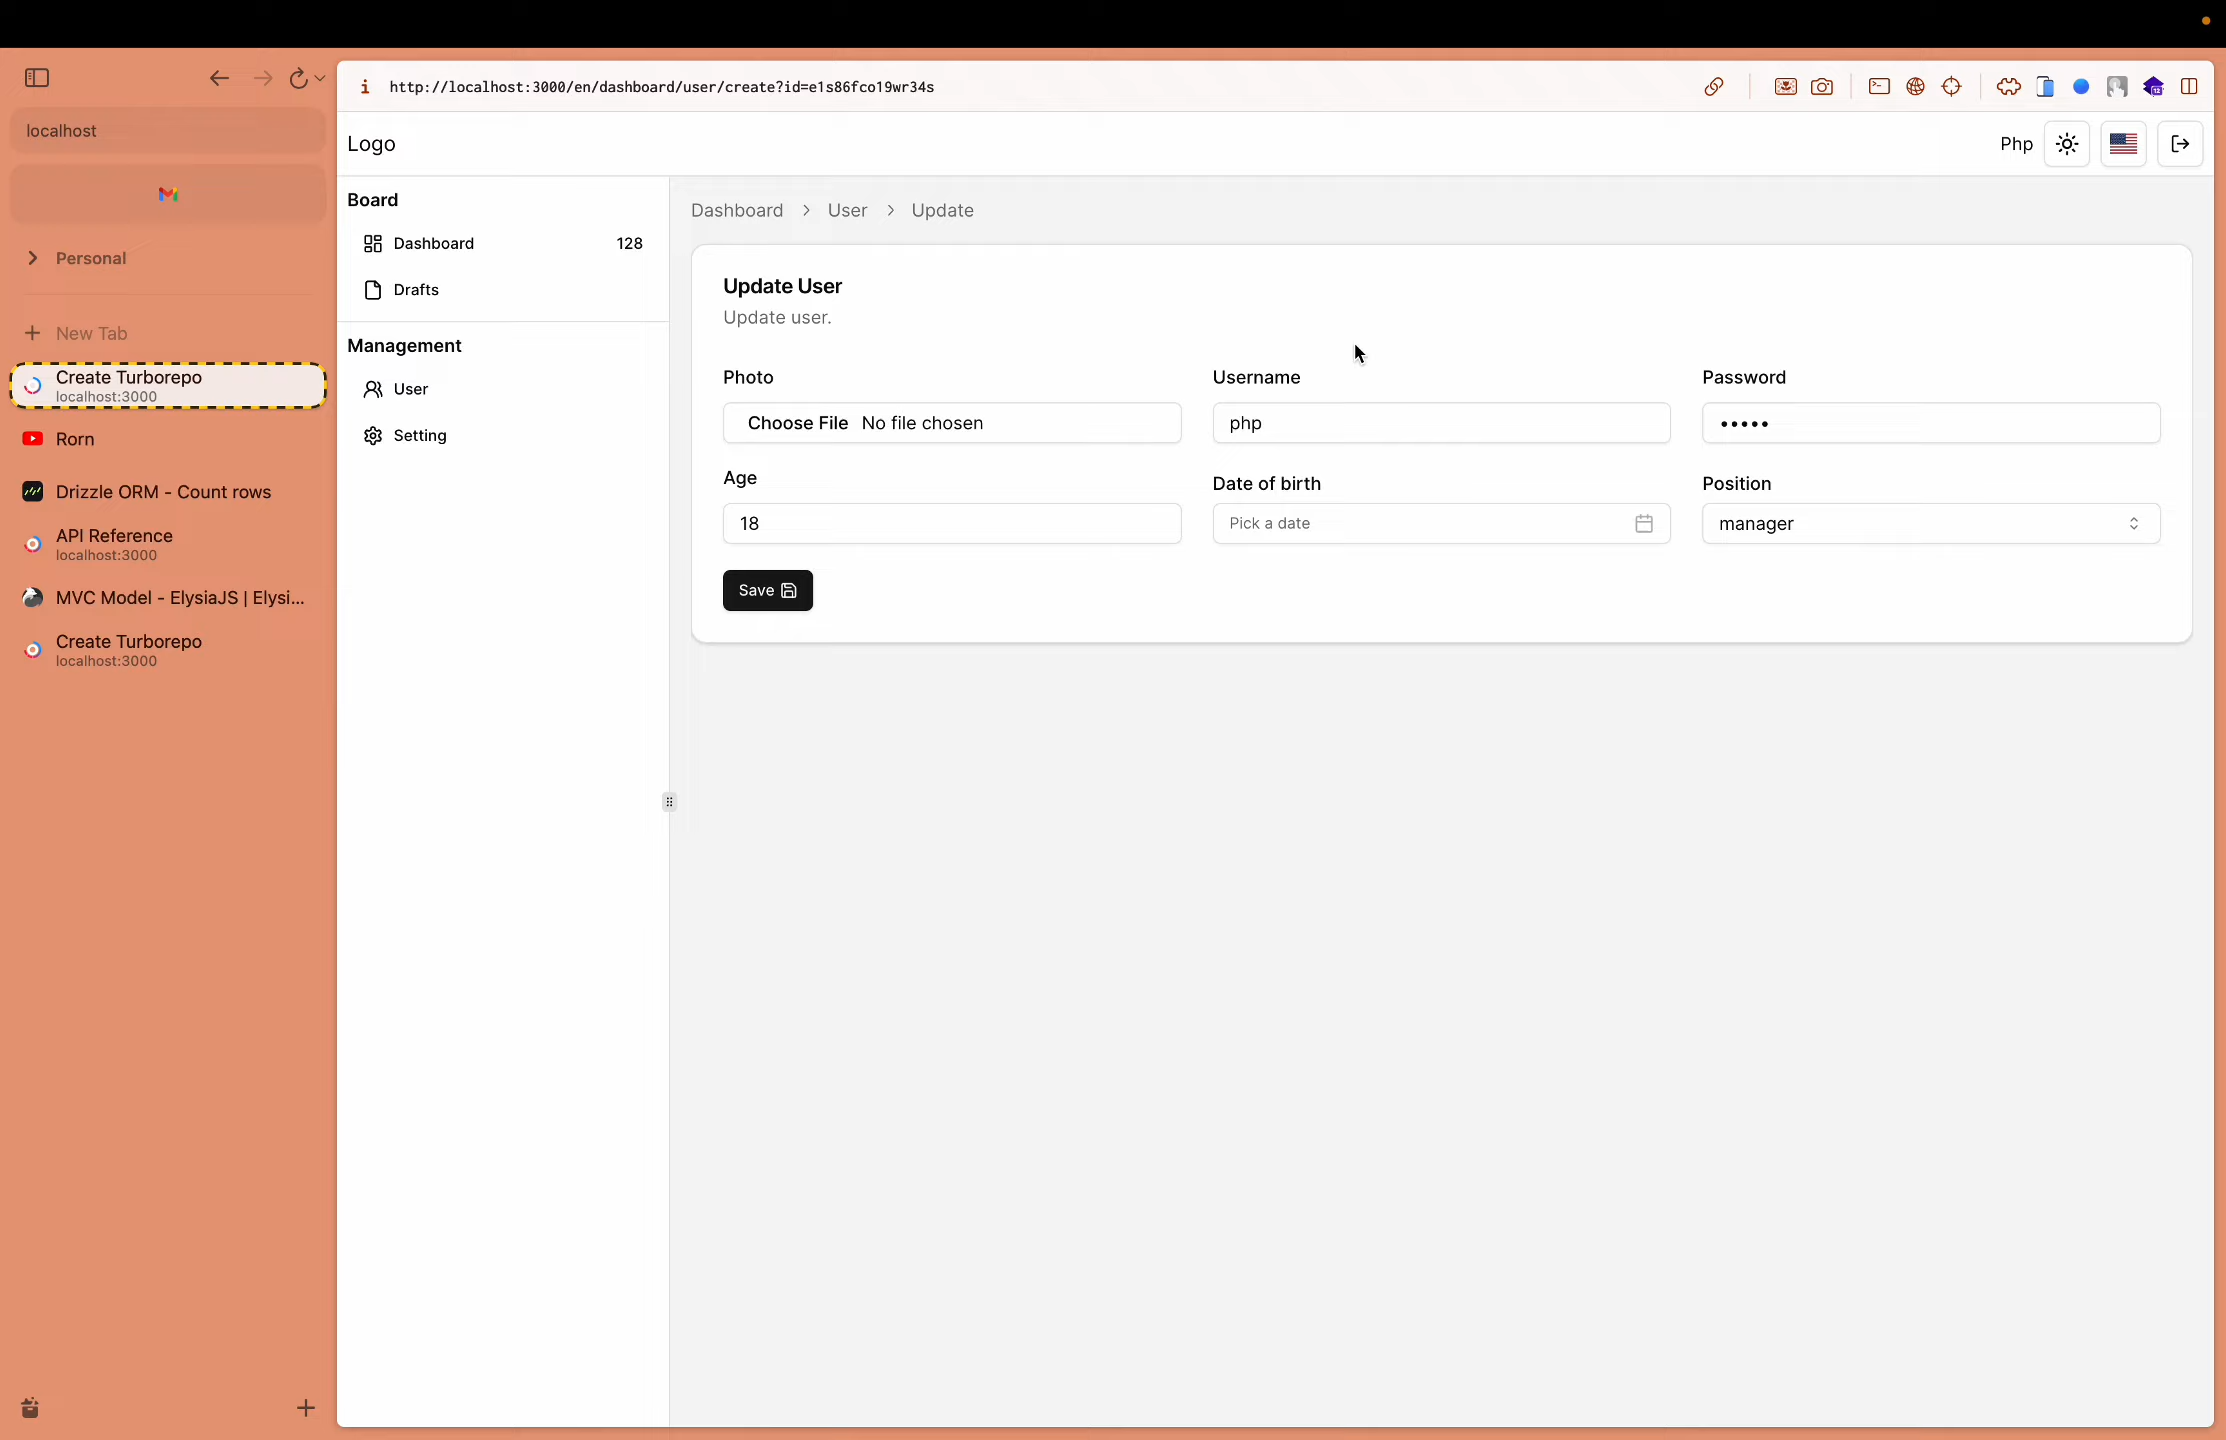 http://localhost:3000/en/dashboard/user/create?id=e1s86fco19wr34s
localhost
Personal
New Tab
Create Turborepo
localhost:3000
Rorn
Drizzle ORM - Count rows
API Reference
localhost:3000
MVC Model - ElysiaJS | Elysi...
Create Turborepo
localhost:3000
Logo
Php
Board
Dashboard 128
Drafts
Management
User
Setting
Dashboard > User > Update
Update User
Update user.
Photo
Choose File No file chosen
Username
php
Password
•••••
Age
18
Date of birth
Pick a date
Position
manager
Save
12